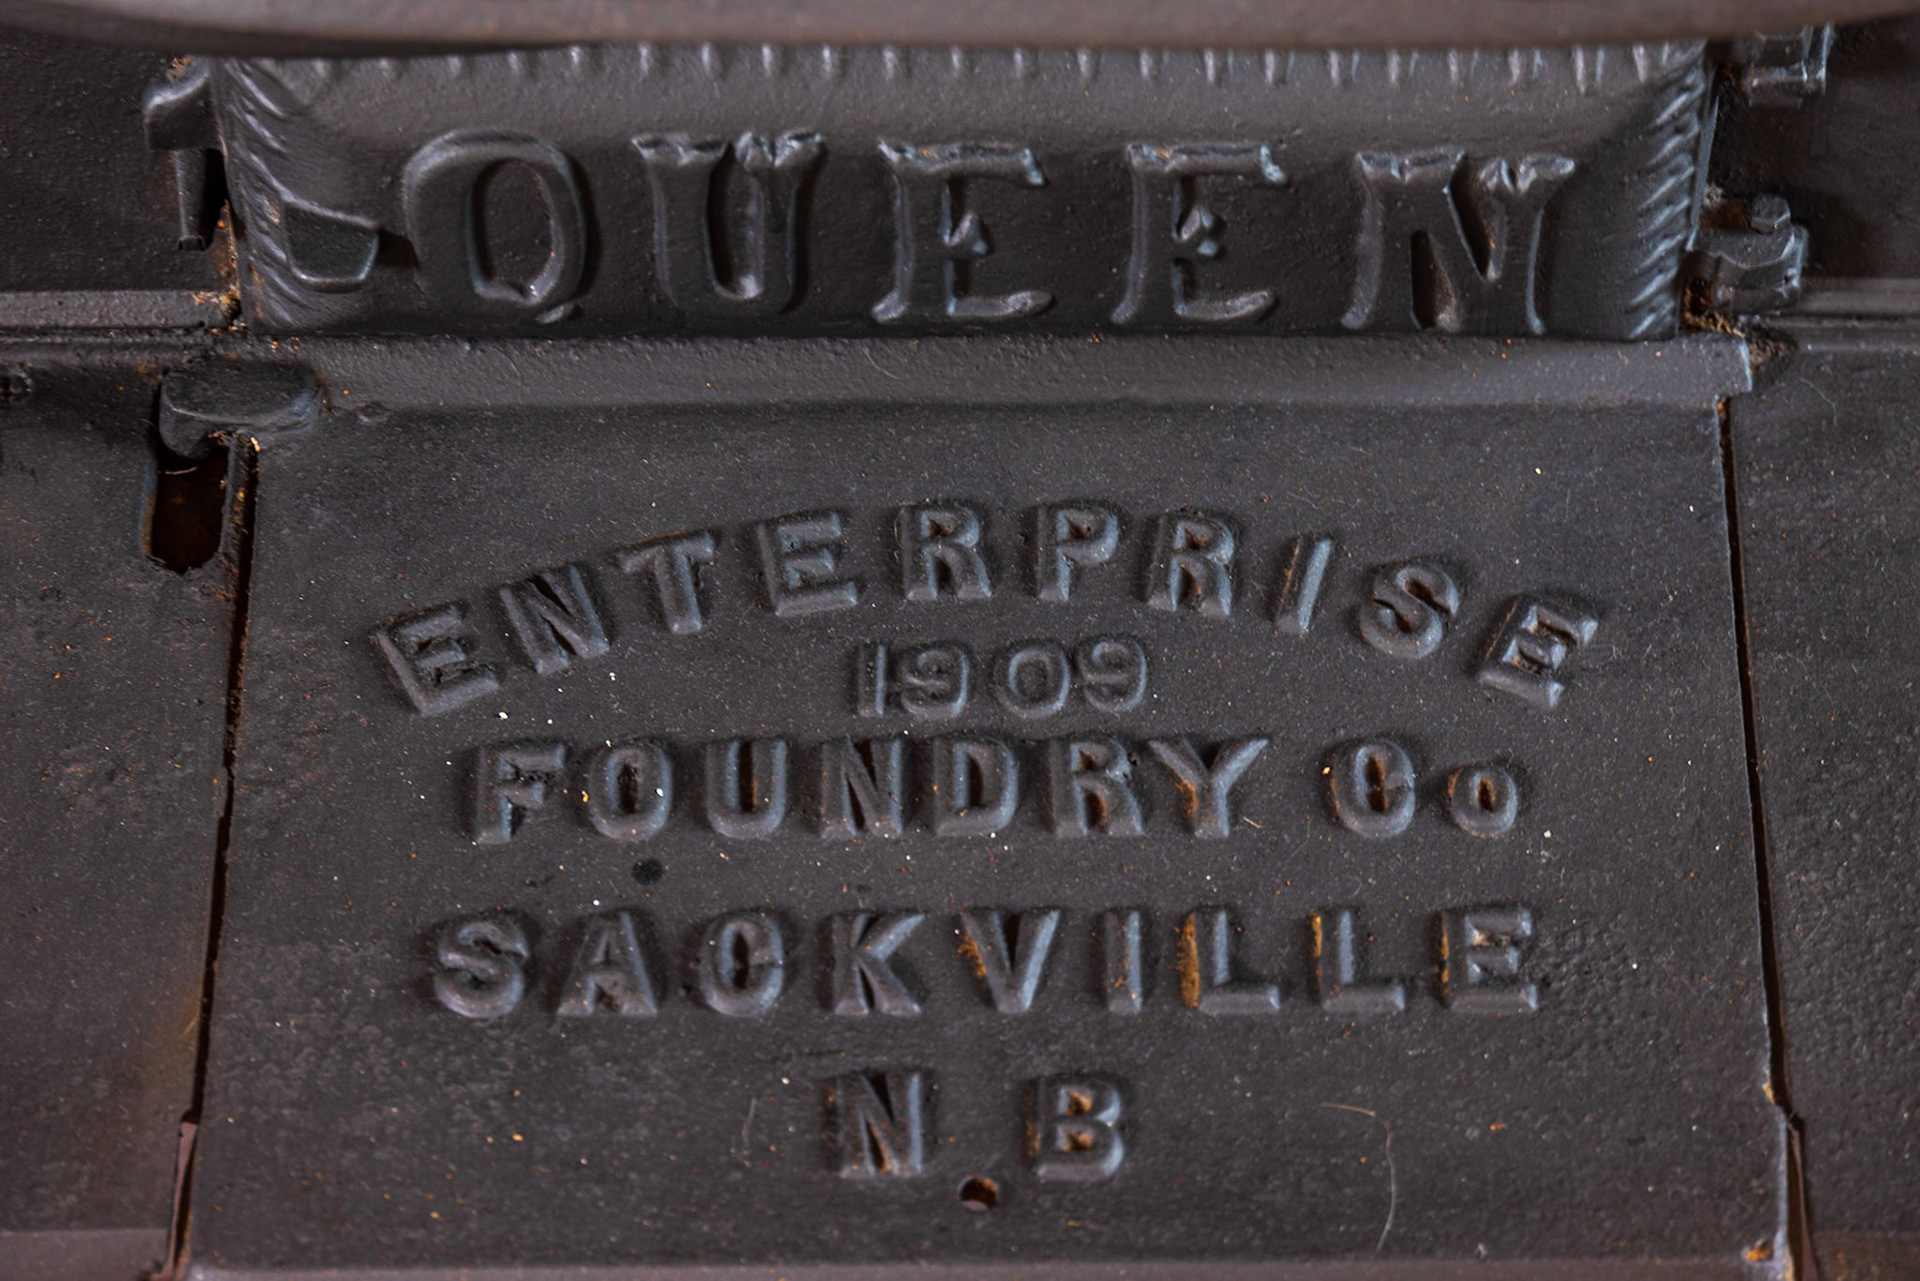 QUEEN
ENTERPRISE
1909
FOUNDRY Co
SACKVILLE
N B